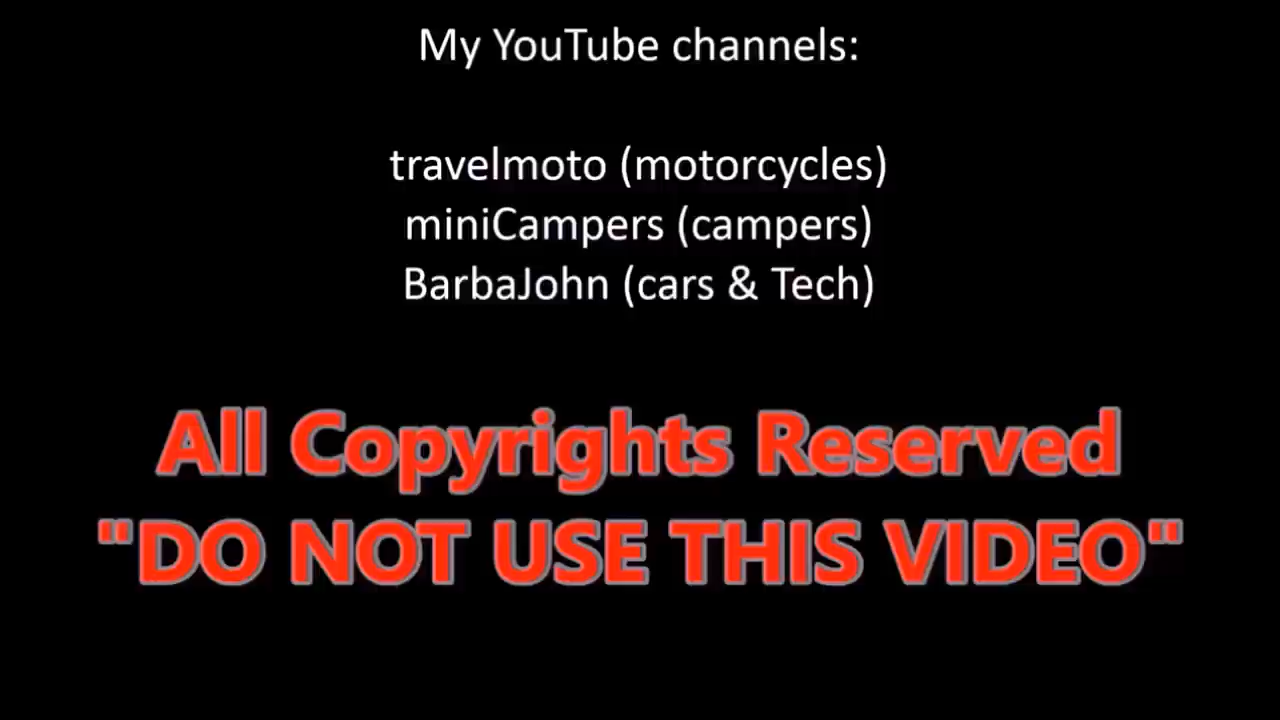 My YouTube channels:
travelmoto (motorcycles)
miniCampers (campers)
BarbaJohn (cars & Tech)
All Copyrights Reserved
"DO NOT USE THIS VIDEO"